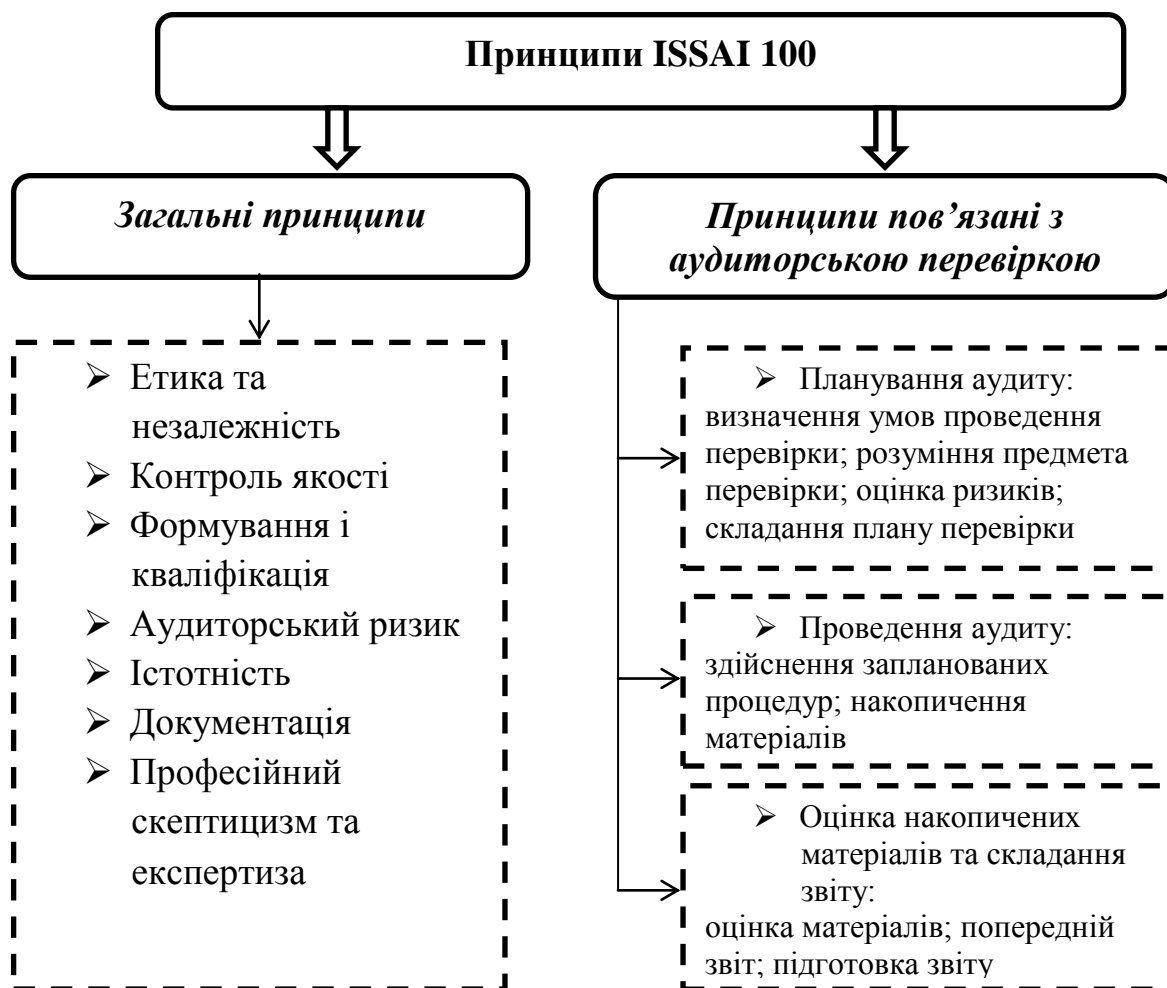 Принципи ISSAI 100
Загальні принципи
➢ Етика та
незалежність
➢ Контроль якості
➢ Формування і
кваліфікація
➢ Аудиторський ризик
➢ Істотність
➢ Документація
➢ Професійний
скептицизм та
експертиза
Принципи пов’язані з
аудиторською перевіркою
➢ Планування аудиту:
визначення умов проведення
перевірки; розуміння предмета
перевірки; оцінка ризиків;
складання плану перевірки
➢ Проведення аудиту:
здійснення запланованих
процедур; накопичення
матеріалів
➢ Оцінка накопичених
матеріалів та складання
звіту:
оцінка матеріалів; попередній
звіт; підготовка звіту